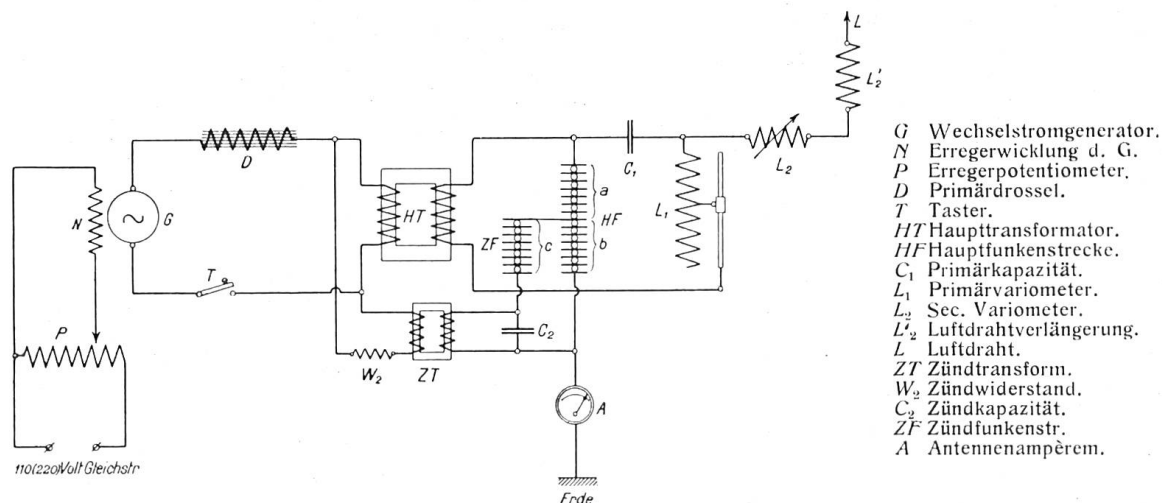 L
L₂'
D
C₁
L₂
a
N
G
HT
L₁
HF
ZF
c
b
T
P
C₂
W₂
ZT
A
110(220)Volt Gleichstr
Erde
G Wechselstromgenerator.
N Erregerwicklung d. G.
P Erregerpotentiometer.
D Primärdrossel.
T Taster.
HT Haupttransformator.
HF Hauptfunkenstrecke.
C₁ Primärkapazität.
L₁ Primärvariometer.
L₂ Sec. Variometer.
L'₂ Luftdrahtverlängerung.
L Luftdraht.
ZT Zündtransform.
W₂ Zündwiderstand.
C₂ Zündkapazität.
ZF Zündfunkenstr.
A Antennenampèrem.